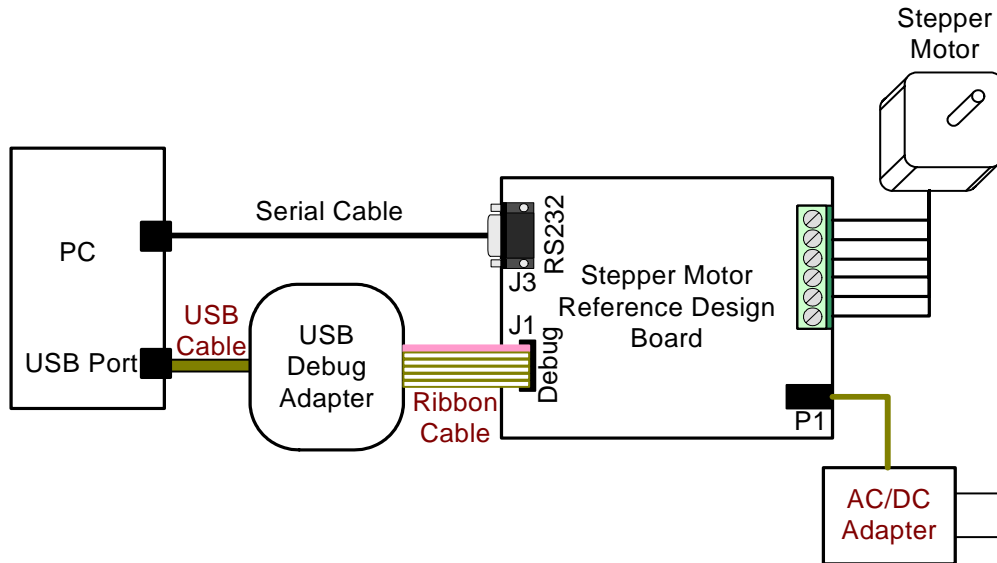 Stepper
Motor
Serial Cable
PC
RS232
J3
Stepper Motor
Reference Design
Board
USB
Cable
USB Port
USB
Debug
Adapter
J1
Debug
Ribbon
Cable
P1
AC/DC
Adapter